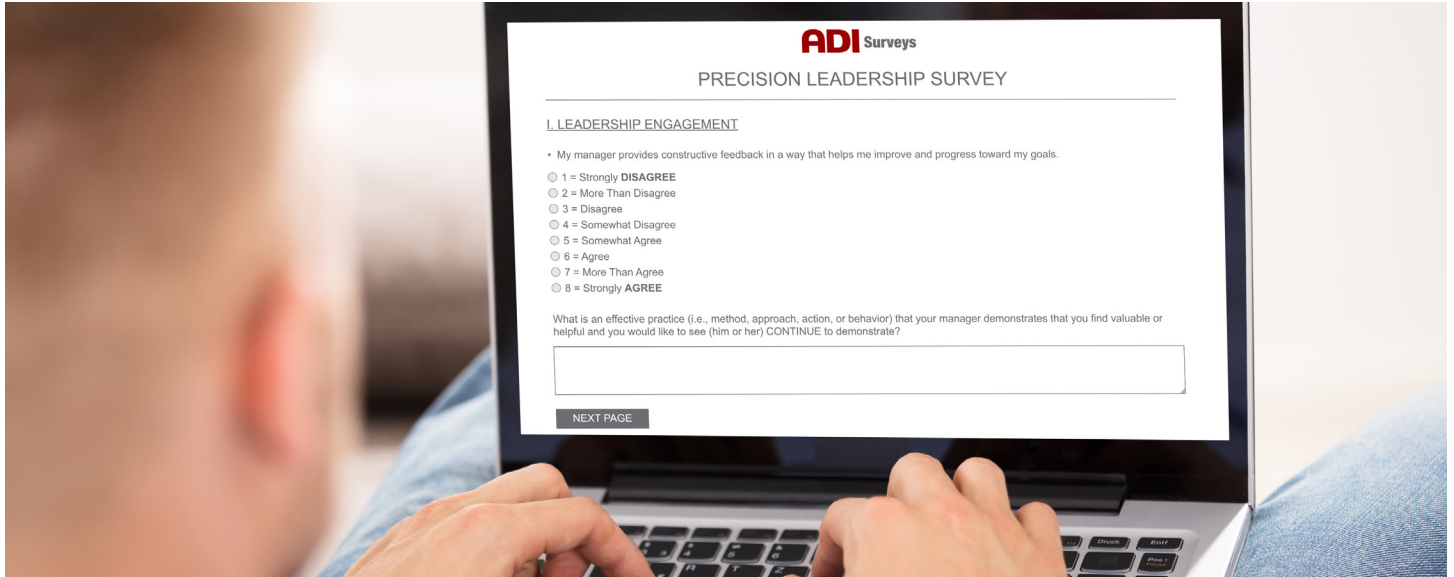 ADI Surveys
PRECISION LEADERSHIP SURVEY
I. LEADERSHIP ENGAGEMENT
• My manager provides constructive feedback in a way that helps me improve and progress toward my goals.
1 = Strongly DISAGREE
2 = More Than Disagree
3 = Disagree
4 = Somewhat Disagree
5 = Somewhat Agree
6 = Agree
7 = More Than Agree
8 = Strongly AGREE
What is an effective practice (i.e., method, approach, action, or behavior) that your manager demonstrates that you find valuable or
helpful and you would like to see (him or her) CONTINUE to demonstrate?
NEXT PAGE
Druck Entf
Pos 1
R T Z